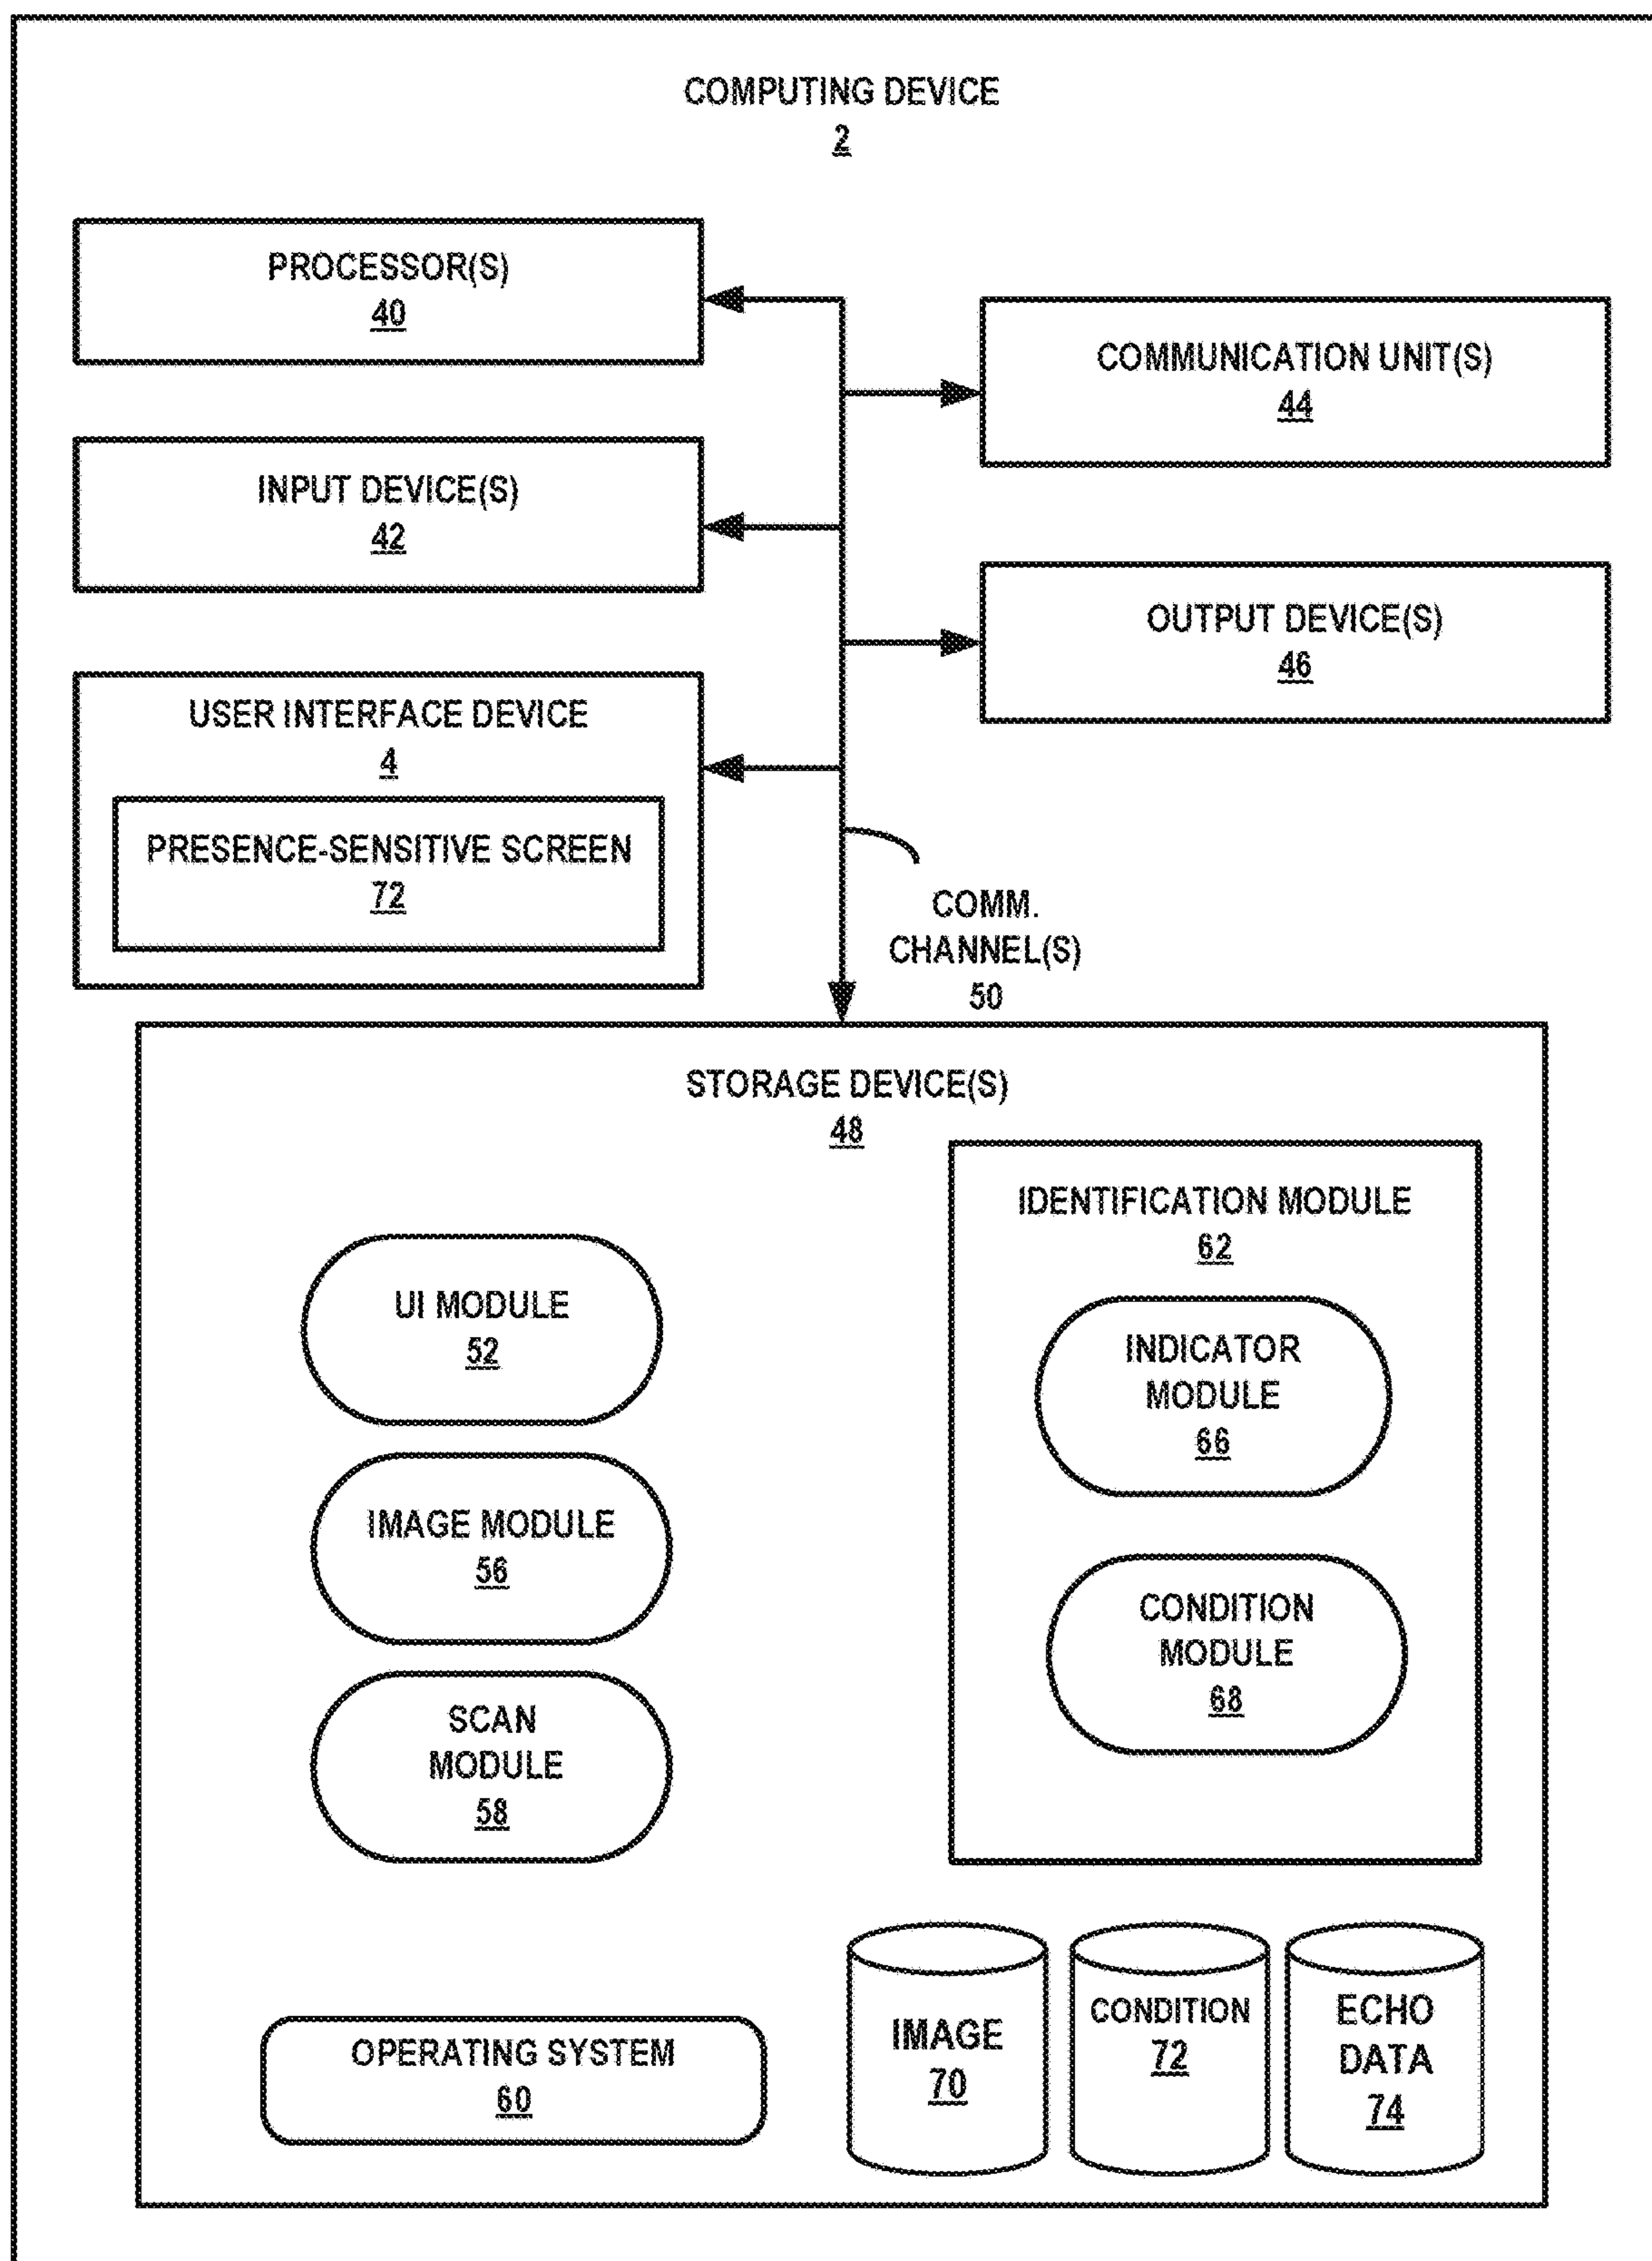 COMPUTING DEVICE
2
PROCESSOR(S)
40
COMMUNICATION UNIT(S)
44
INPUT DEVICE(S)
42
OUTPUT DEVICE(S)
46
USER INTERFACE DEVICE
4
PRESENCE-SENSITIVE SCREEN
72
COMM.
CHANNEL(S)
50
STORAGE DEVICE(S)
48
UI MODULE
52
IMAGE MODULE
56
SCAN
MODULE
58
IDENTIFICATION MODULE
62
INDICATOR
MODULE
66
CONDITION
MODULE
68
OPERATING SYSTEM
60
IMAGE
70
CONDITION
72
ECHO
DATA
74